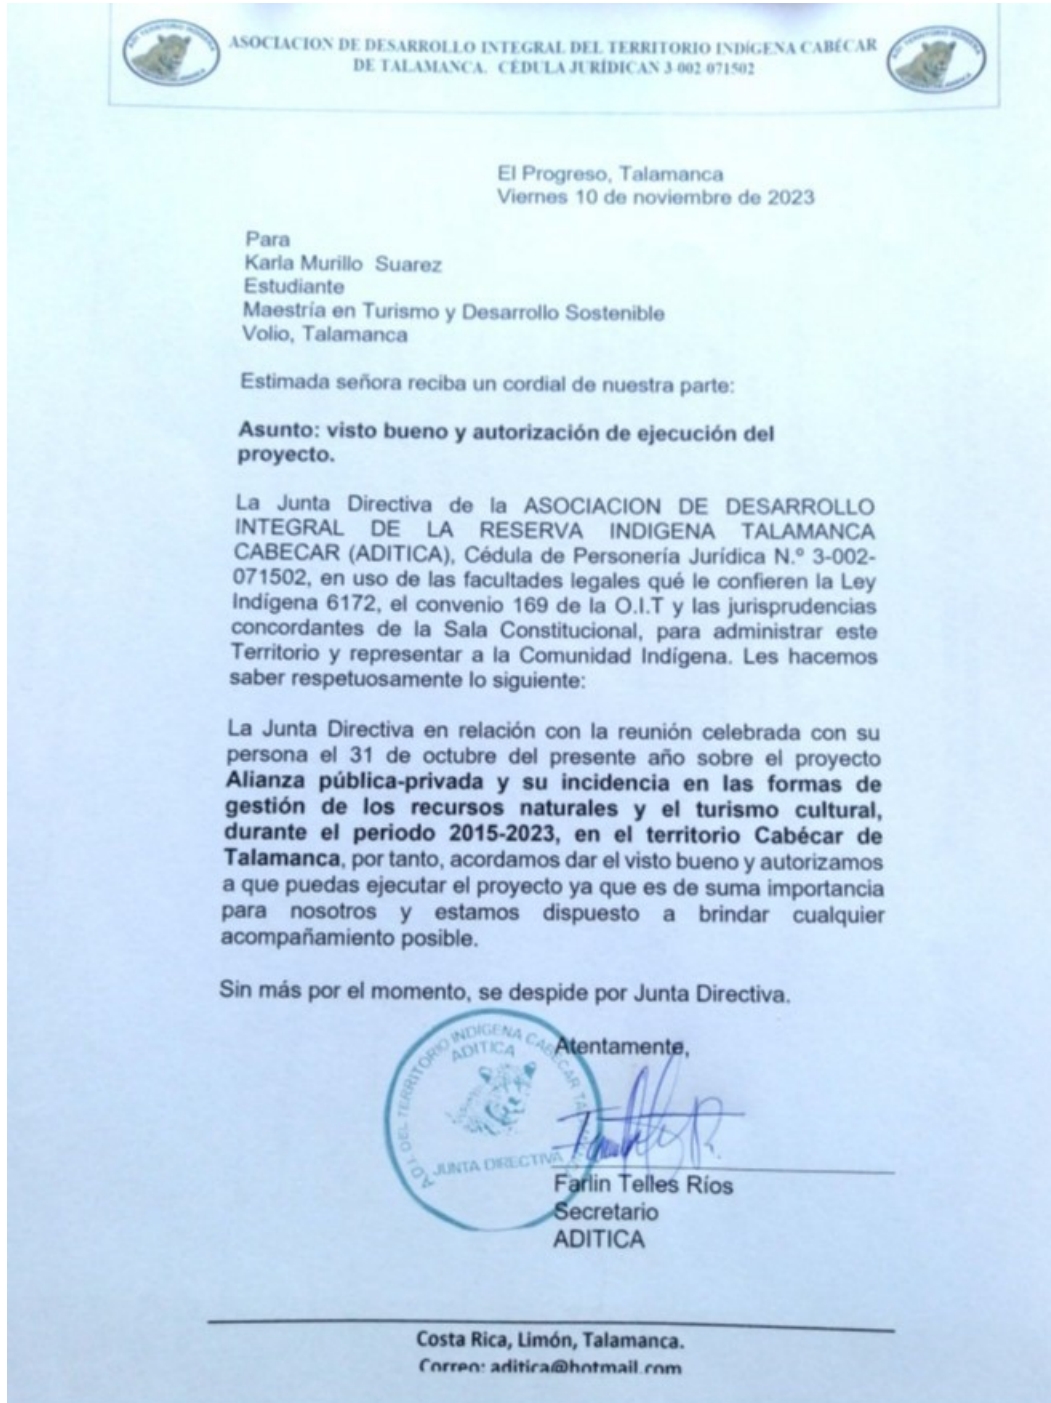 ASOCIACION DE DESARROLLO INTEGRAL DEL TERRITORIO INDÍGENA CABÉCAR
DE TALAMANCA. CÉDULA JURÍDICAN 3-002-071502
El Progreso, Talamanca
Viernes 10 de noviembre de 2023
Para
Karla Murillo Suarez
Estudiante
Maestría en Turismo y Desarrollo Sostenible
Volio, Talamanca
Estimada señora reciba un cordial de nuestra parte:
Asunto: visto bueno y autorización de ejecución del
proyecto.
La Junta Directiva de la ASOCIACION DE DESARROLLO
INTEGRAL DE LA RESERVA INDIGENA TALAMANCA
CABECAR (ADITICA), Cédula de Personería Jurídica N.º 3-002-
071502, en uso de las facultades legales qué le confieren la Ley
Indígena 6172, el convenio 169 de la O.I.T y las jurisprudencias
concordantes de la Sala Constitucional, para administrar este
Territorio y representar a la Comunidad Indígena. Les hacemos
saber respetuosamente lo siguiente:
La Junta Directiva en relación con la reunión celebrada con su
persona el 31 de octubre del presente año sobre el proyecto
Alianza pública-privada y su incidencia en las formas de
gestión de los recursos naturales y el turismo cultural,
durante el periodo 2015-2023, en el territorio Cabécar de
Talamanca, por tanto, acordamos dar el visto bueno y autorizamos
a que puedas ejecutar el proyecto ya que es de suma importancia
para nosotros y estamos dispuesto a brindar cualquier
acompañamiento posible.
Sin más por el momento, se despide por Junta Directiva.
A.D.I. DEL TERRITORIO INDIGENA CABECAR
ADITICA
JUNTA DIRECTIVA
Atentamente,
Farlin Telles Ríos
Secretario
ADITICA
Costa Rica, Limón, Talamanca.
Correo: aditica@hotmail.com